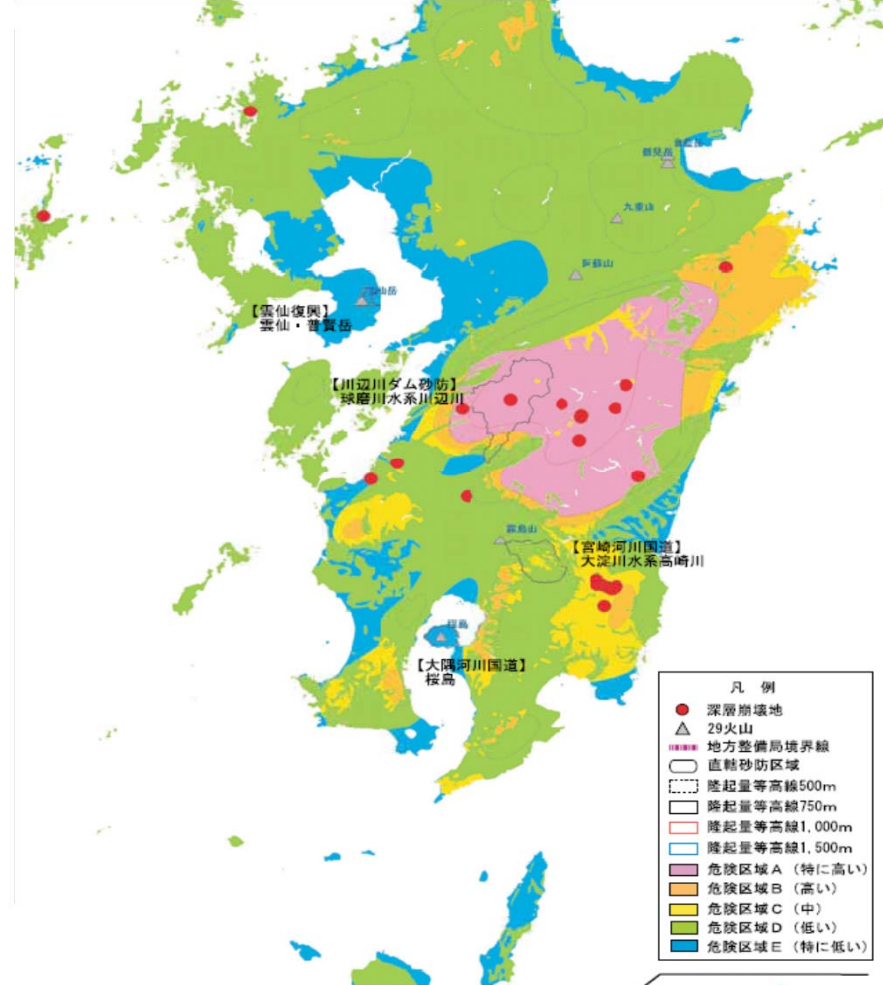 鶴見岳
九重山
阿蘇山
【雲仙復興】
雲仙・普賢岳
【川辺川ダム砂防】
球磨川水系川辺川
霧島山
【宮崎河川国道】
大淀川水系高崎川
桜島
【大隅河川国道】
桜島
凡 例
深層崩壊地
29火山
地方整備局境界線
直轄砂防区域
隆起量等高線500m
隆起量等高線750m
隆起量等高線1,000m
隆起量等高線1,500m
危険区域A（特に高い）
危険区域B（高い）
危険区域C（中）
危険区域D（低い）
危険区域E（特に低い）